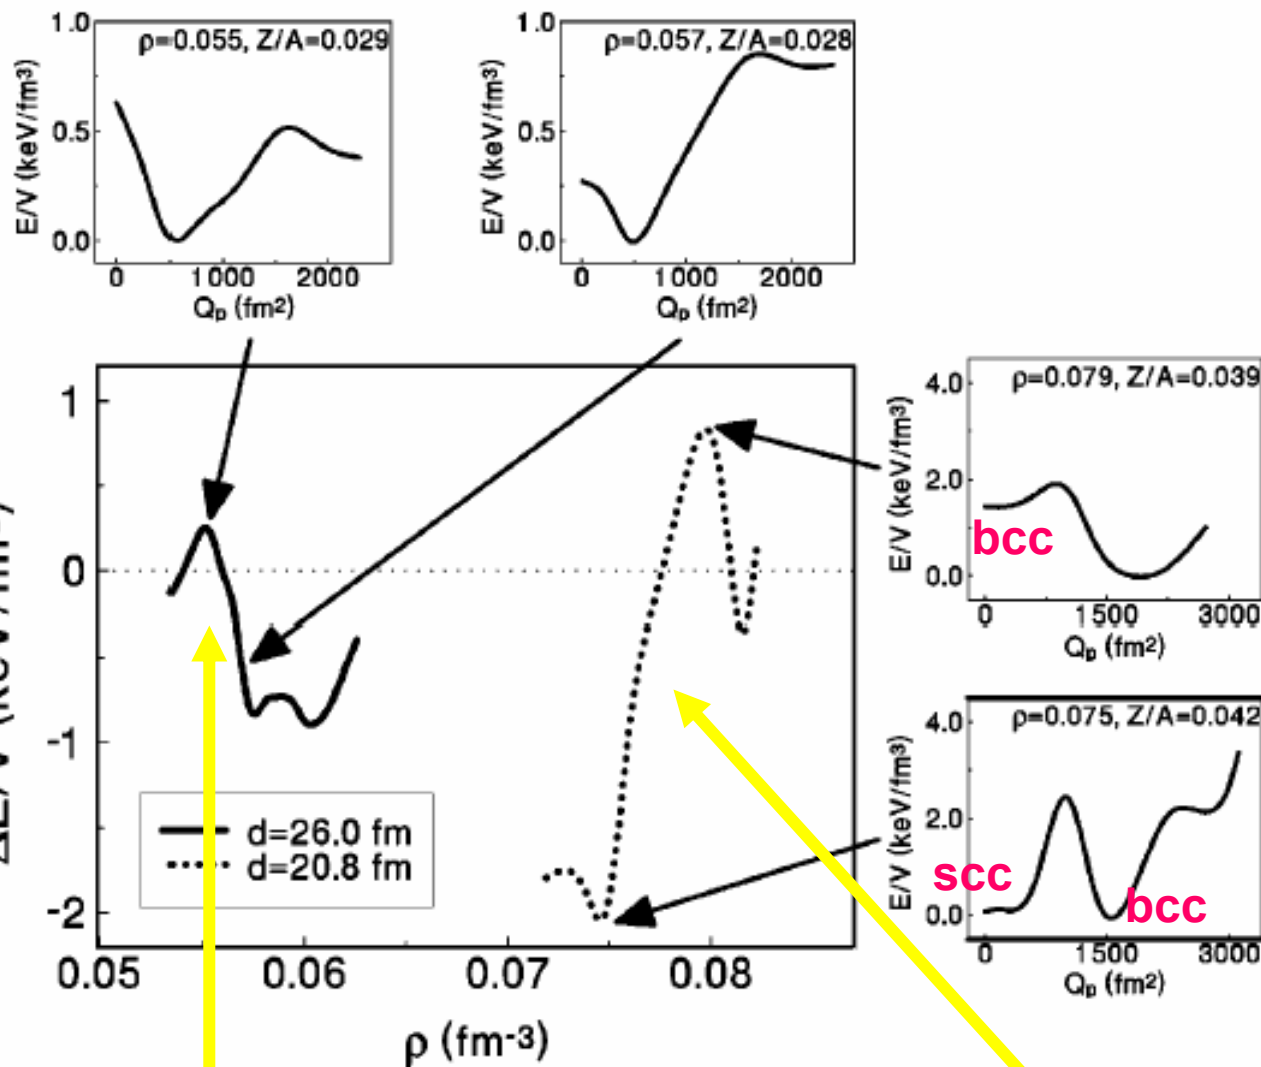 1.0
ρ=0.055, Z/A=0.029
0.5
0.0
E/V (keV/fm3)
0 1000 2000
Qp (fm2)
1.0
ρ=0.057, Z/A=0.028
0.5
0.0
E/V (keV/fm3)
0 1000 2000
Qp (fm2)
1
0
-1
-2
d=26.0 fm
d=20.8 fm
0.05 0.06 0.07 0.08
ρ (fm-3)
4.0
ρ=0.079, Z/A=0.039
2.0
bcc
0.0
E/V (keV/fm3)
0 1500 3000
Qp (fm2)
4.0
ρ=0.075, Z/A=0.042
2.0
scc
bcc
0.0
E/V (keV/fm3)
0 1500 3000
Qp (fm2)